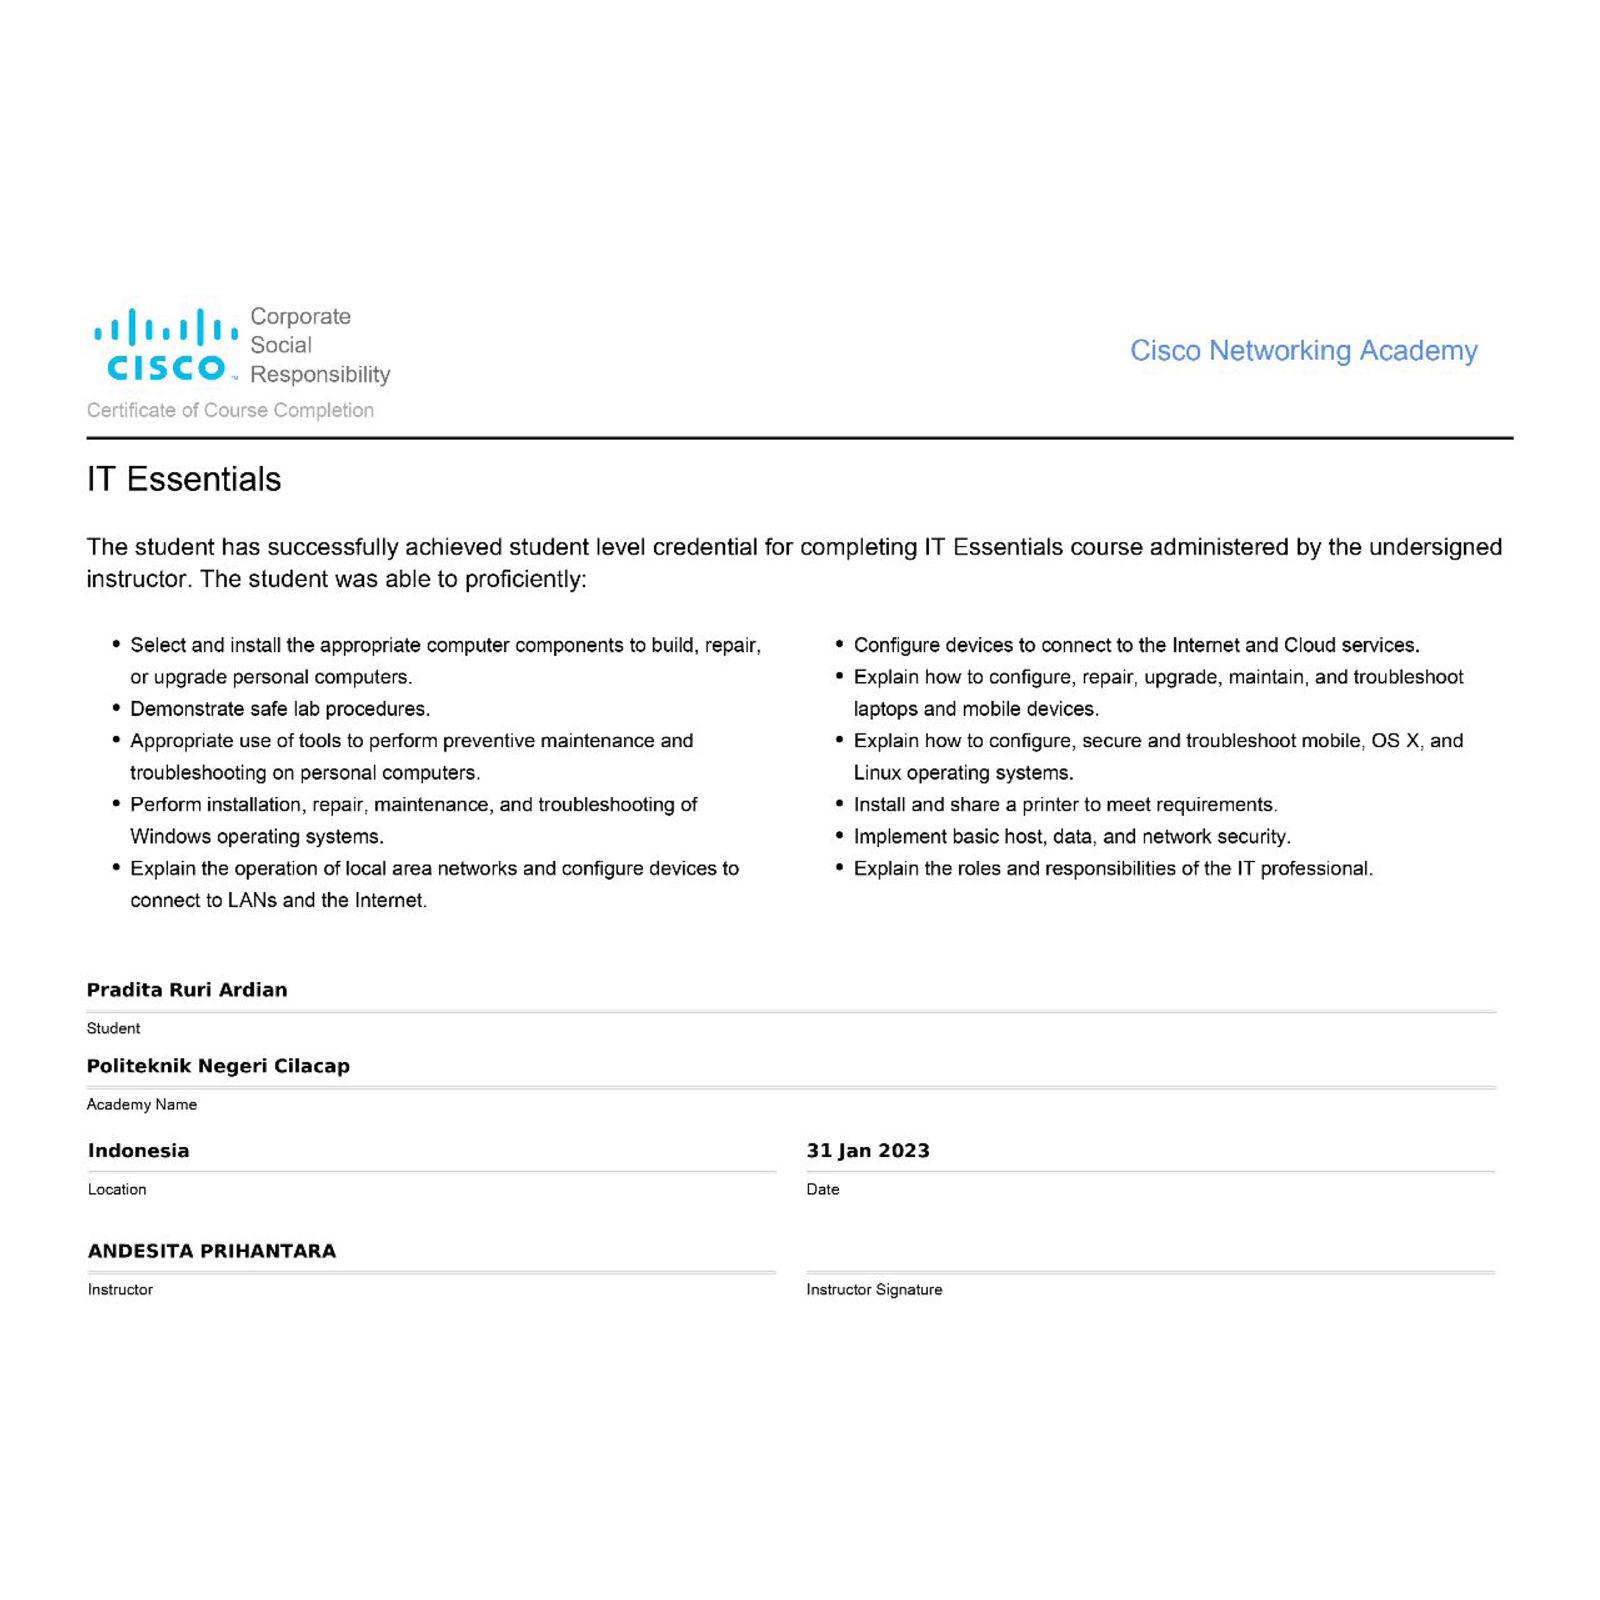 CISCO
Corporate
Social
Responsibility
Cisco Networking Academy
Certificate of Course Completion
IT Essentials
The student has successfully achieved student level credential for completing IT Essentials course administered by the undersigned
instructor. The student was able to proficiently:
• Select and install the appropriate computer components to build, repair,
or upgrade personal computers.
• Demonstrate safe lab procedures.
• Appropriate use of tools to perform preventive maintenance and
troubleshooting on personal computers.
• Perform installation, repair, maintenance, and troubleshooting of
Windows operating systems.
• Explain the operation of local area networks and configure devices to
connect to LANs and the Internet.
• Configure devices to connect to the Internet and Cloud services.
• Explain how to configure, repair, upgrade, maintain, and troubleshoot
laptops and mobile devices.
• Explain how to configure, secure and troubleshoot mobile, OS X, and
Linux operating systems.
• Install and share a printer to meet requirements.
• Implement basic host, data, and network security.
• Explain the roles and responsibilities of the IT professional.
Pradita Ruri Ardian
Student
Politeknik Negeri Cilacap
Academy Name
Indonesia
Location
31 Jan 2023
Date
ANDESITA PRIHANTARA
Instructor
Instructor Signature